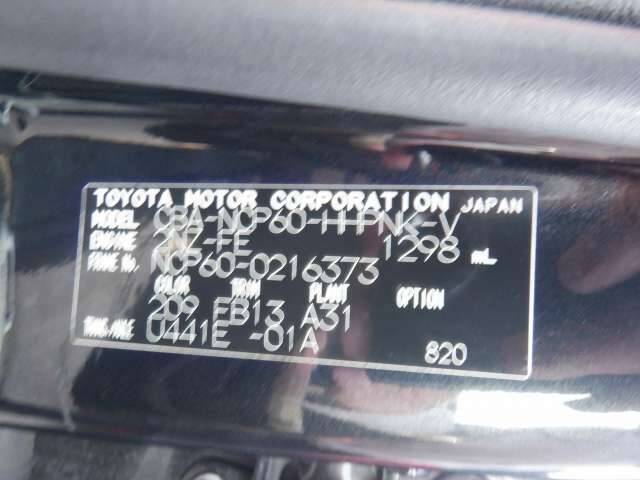 TOYOTA MOTOR CORPORATION JAPAN
MODEL CBA-NCP60-HHPNK-V
ENGINE 2NZ-FE 1298 mL
FRAME No. NCP60-0216373
COLOR TRIM PLANT OPTION
209 FB13 A31
TRANS/AXLE U441E -01A
820